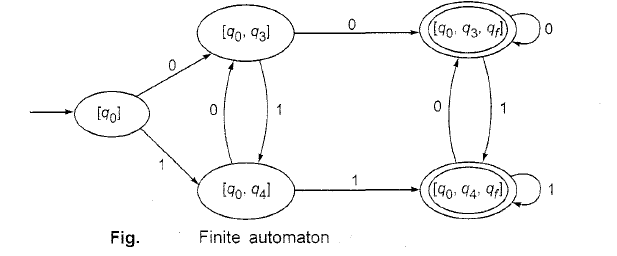 [q0, q3] 0 [q0, q3, qf] 0
0
[q0] 0 1 0 1
1
[q0, q4] 1 [q0, q4, qf] 1
Fig. Finite automaton